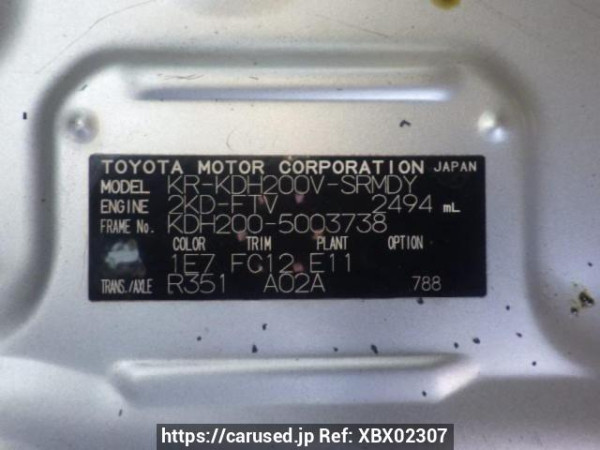 TOYOTA MOTOR CORPORATION JAPAN
MODEL KR-KDH200V-SRMDY
ENGINE 2KD-FTV 2494 mL
FRAME No. KDH200-5003738
COLOR TRIM PLANT OPTION
1E7 FC12 E11
TRANS./AXLE R351 A02A 788
https://carused.jp Ref: XBX02307